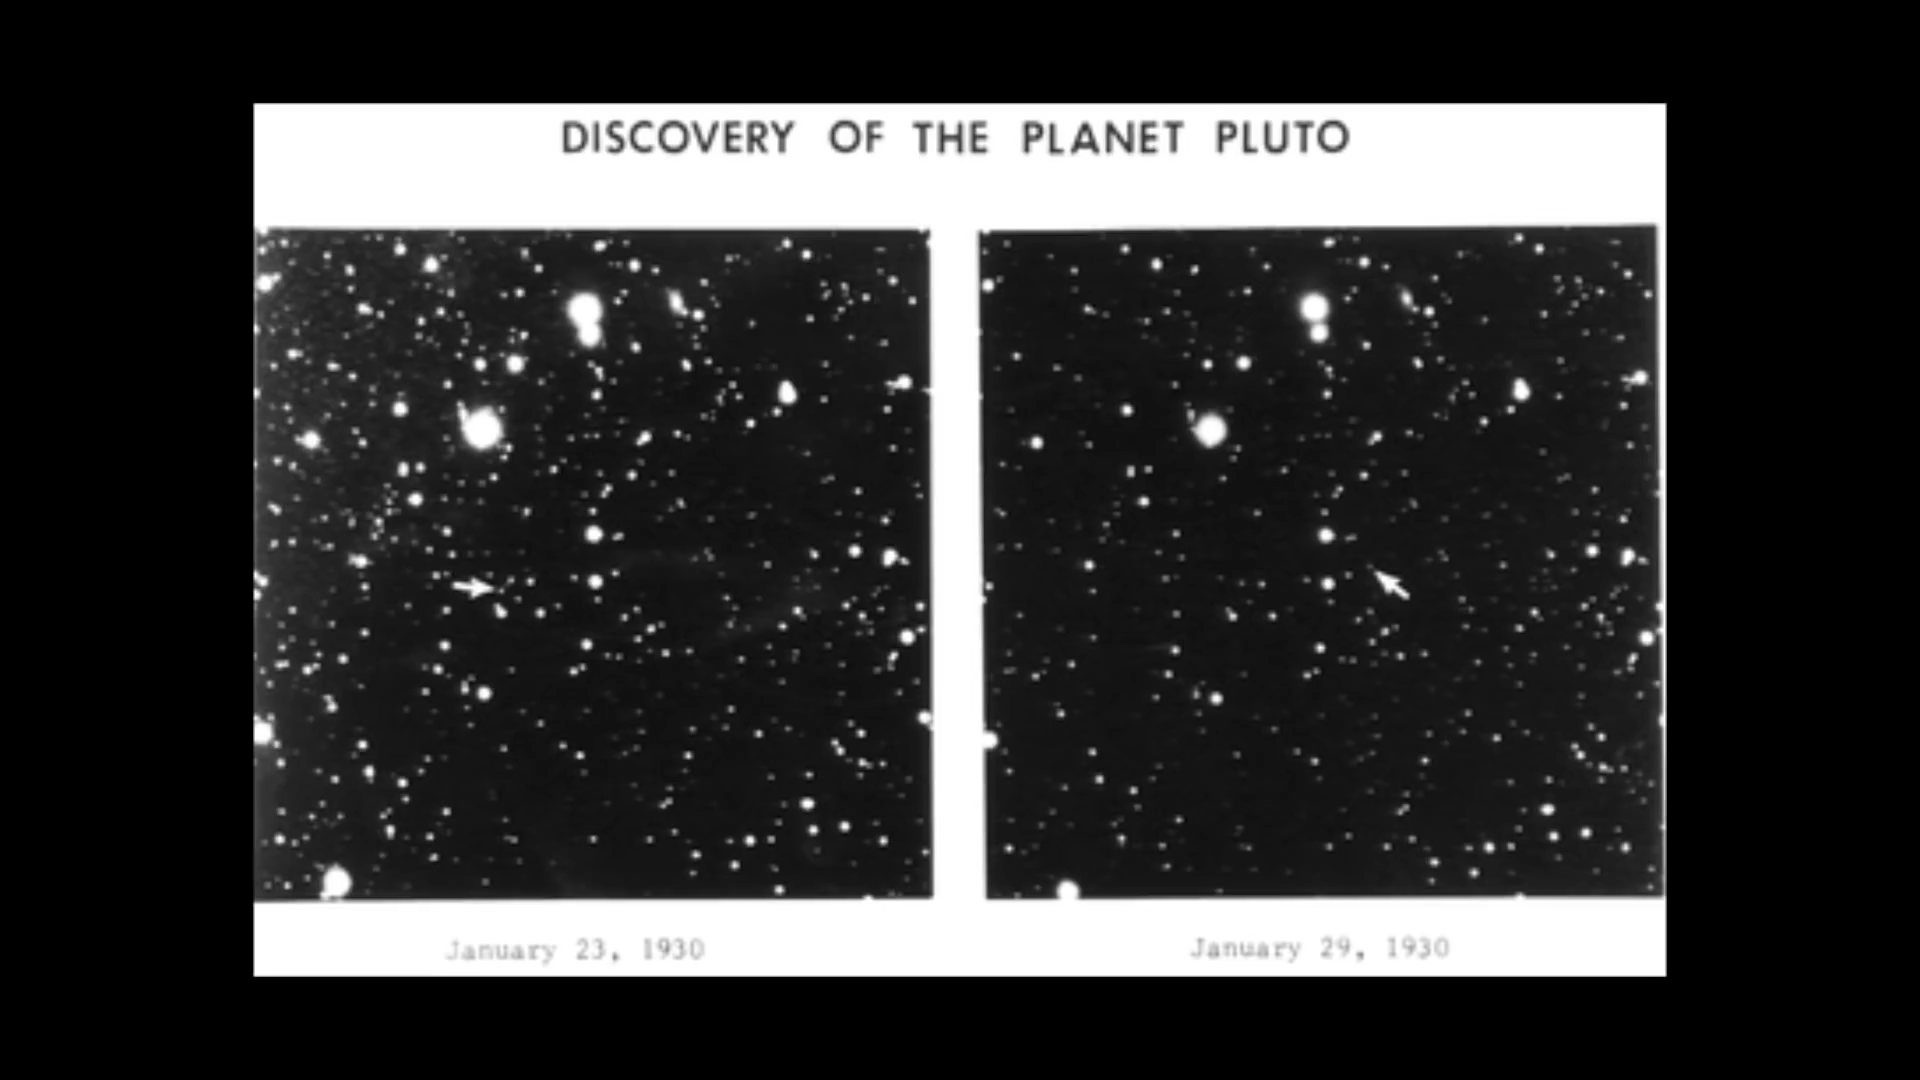 DISCOVERY OF THE PLANET PLUTO
January 23, 1930
January 29, 1930